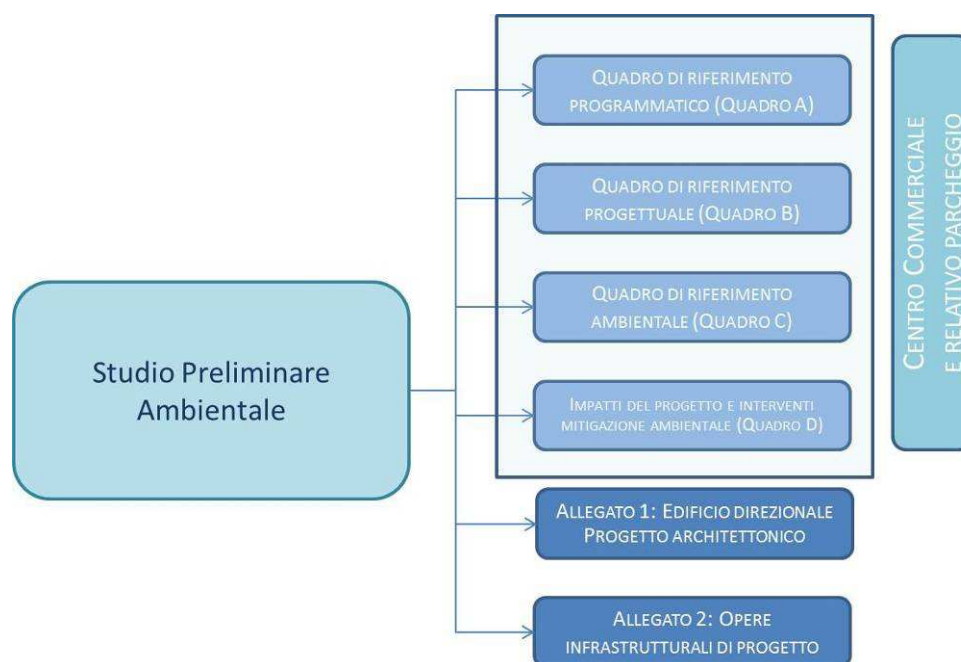 Studio Preliminare
Ambientale
QUADRO DI RIFERIMENTO
PROGRAMMATICO (QUADRO A)
QUADRO DI RIFERIMENTO
PROGETTUALE (QUADRO B)
QUADRO DI RIFERIMENTO
AMBIENTALE (QUADRO C)
IMPATTI DEL PROGETTO E INTERVENTI
MITIGAZIONE AMBIENTALE (QUADRO D)
ALLEGATO 1: EDIFICIO DIREZIONALE
PROGETTO ARCHITETTONICO
ALLEGATO 2: OPERE
INFRASTRUTTURALI DI PROGETTO
CENTRO COMMERCIALE
E RELATIVO PARCHEGGIO